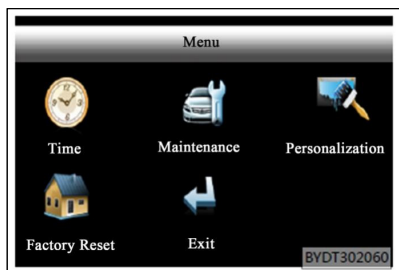 Menu
Time Maintenance Personalization
Factory Reset Exit
BYDT302060